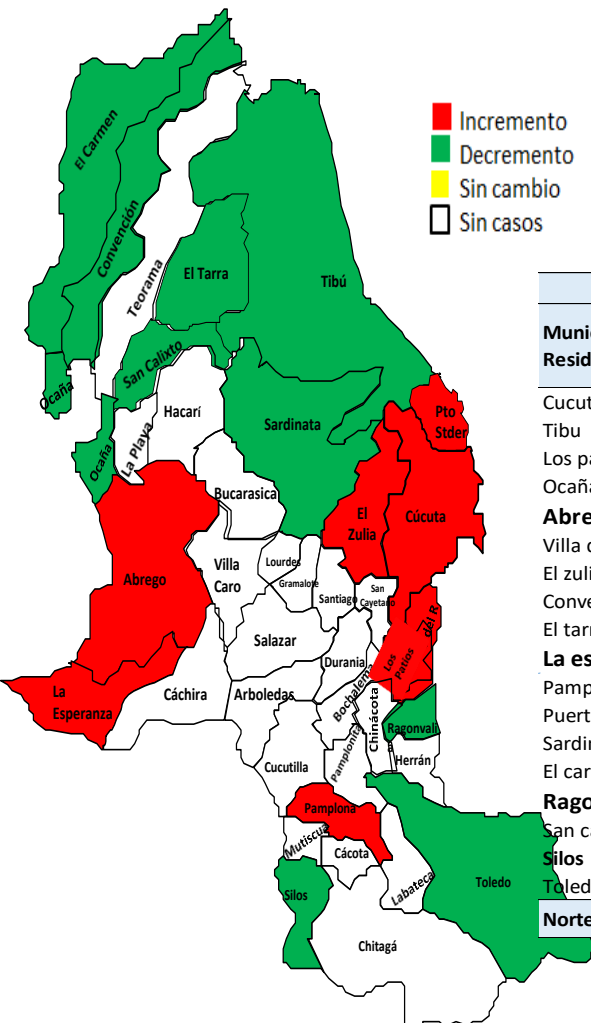 Incremento
Decremento
Sin cambio
Sin casos
El Carmen
Convención
Teorama
El Tarra
Tibú
San Calixto
Ocaña
Hacarí
Sardinata
Pto
Stder
La Playa
Ocaña
Bucarasica
El
Zulia
Cúcuta
Abrego
Villa
Caro
Lourdes
Gramalote
Santiago
San
Cayetano
del R
Salazar
Durania
Los
Patios
La
Esperanza
Cáchira
Arboledas
Bochalema
Chinácota
Ragonvali
a
Pamplonita
Herrán
Cucutilla
Pamplona
Mutiscua
Cácota
Labateca
Toledo
Silos
Chitagá
Munic
Resid
Cucut
Tibu
Los pa
Ocaña
Abre
Villa d
El zuli
Conve
El tarr
La es
Pamp
Puert
Sardin
El car
Rago
San ca
Silos
Toled
Norte